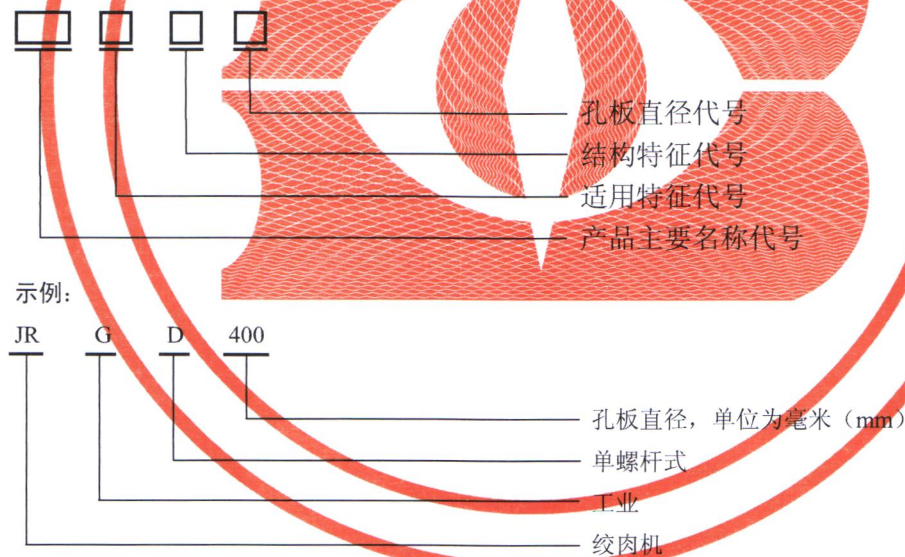 孔板直径代号
结构特征代号
适用特征代号
产品主要名称代号
示例：
JR G D 400
孔板直径，单位为毫米（mm）
单螺杆式
工业
绞肉机